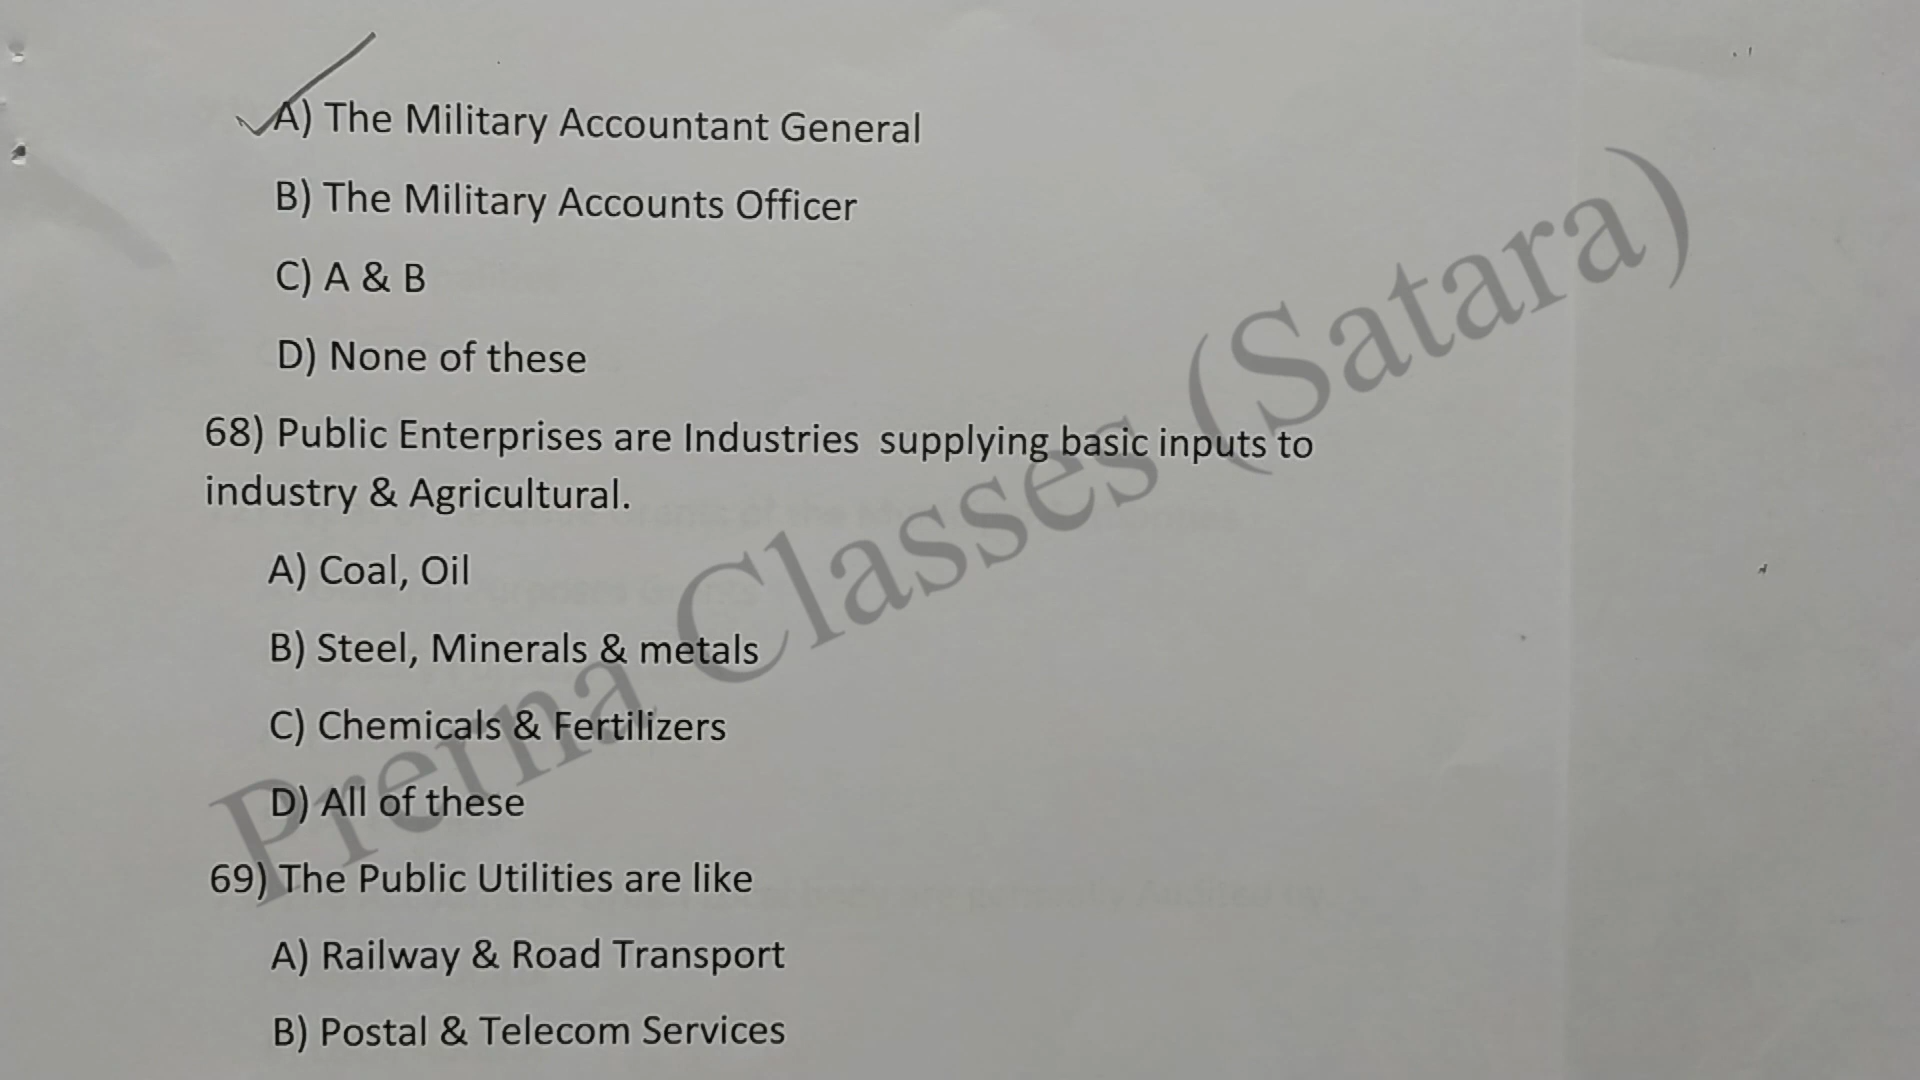 A) The Military Accountant General
B) The Military Accounts Officer
C) A & B
D) None of these
68) Public Enterprises are Industries supplying basic inputs to
industry & Agricultural.
A) Coal, Oil
B) Steel, Minerals & metals
C) Chemicals & Fertilizers
D) All of these
69) The Public Utilities are like
A) Railway & Road Transport
B) Postal & Telecom Services
Prerna Classes (Satara)